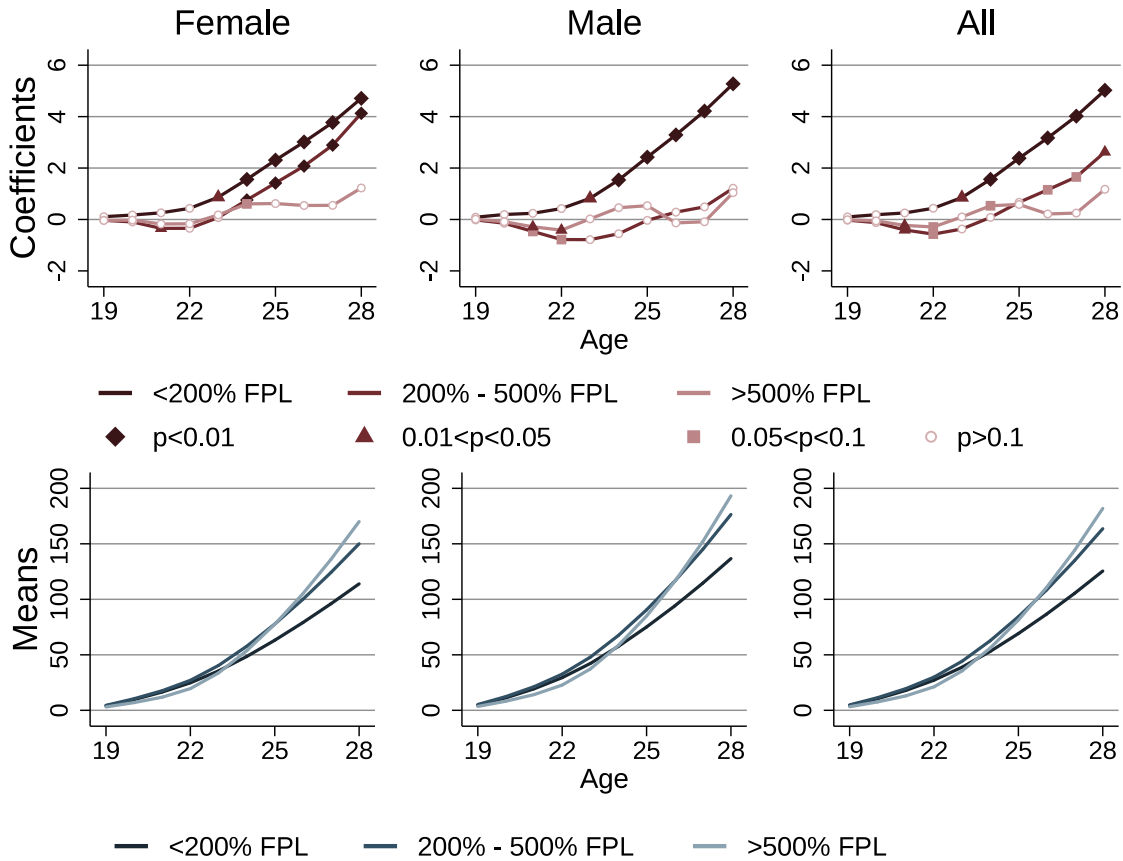 Female Male All
Coefficients
6 4 2 0 -2
6 4 2 0 -2
6 4 2 0 -2
19 22 25 28 19 22 25 28 19 22 25 28
Age
<200% FPL 200% - 500% FPL >500% FPL
p<0.01 0.01<p<0.05 0.05<p<0.1 p>0.1
Means
200 150 100 50 0
200 150 100 50 0
200 150 100 50 0
19 22 25 28 19 22 25 28 19 22 25 28
Age
<200% FPL 200% - 500% FPL >500% FPL